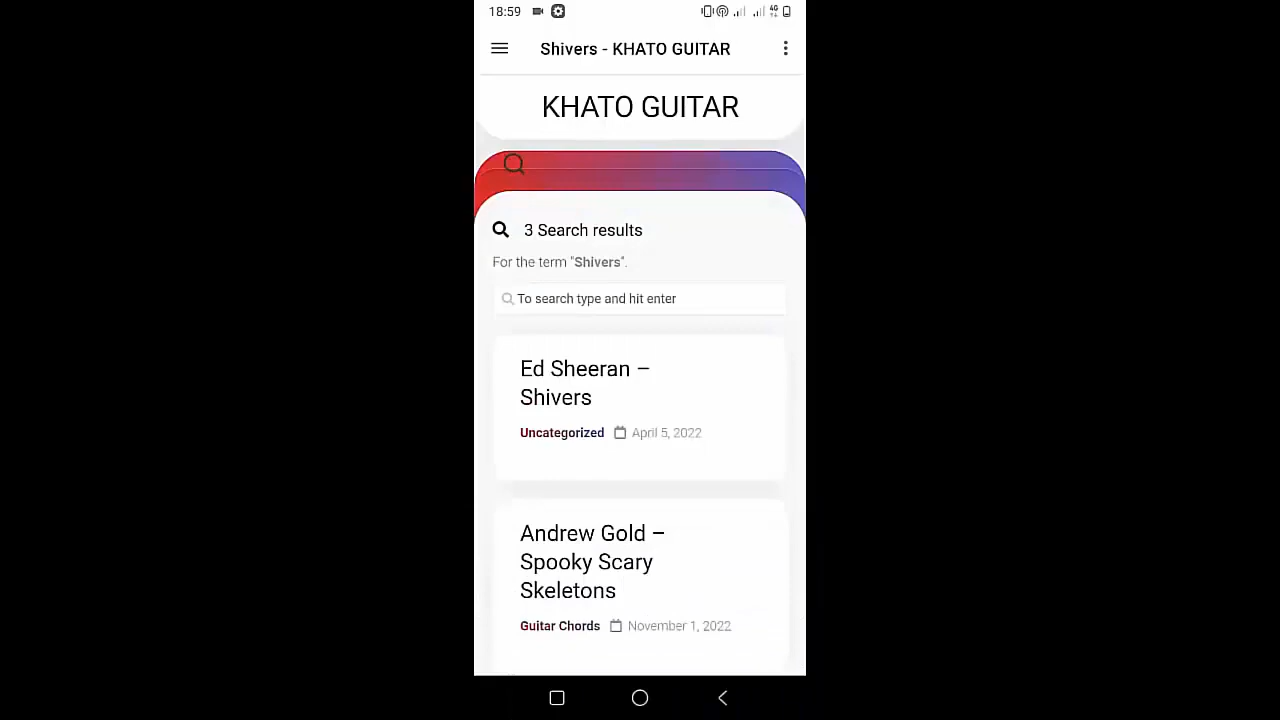 18:59
4G
Shivers - KHATO GUITAR
KHATO GUITAR
3 Search results
For the term "Shivers".
To search type and hit enter
Ed Sheeran –
Shivers
Uncategorized April 5, 2022
Andrew Gold –
Spooky Scary
Skeletons
Guitar Chords November 1, 2022